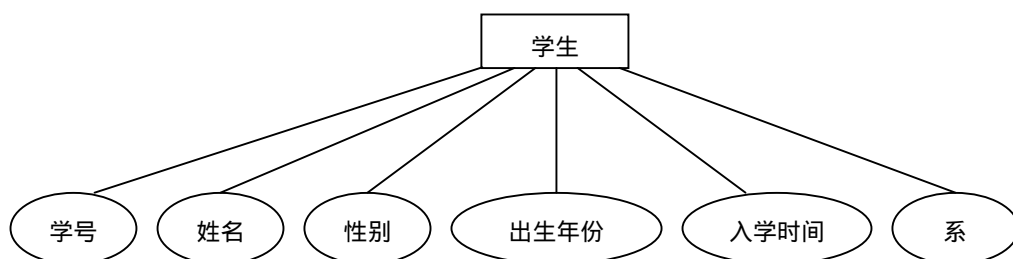 学生
学号 姓名 性别 出生年份 入学时间 系